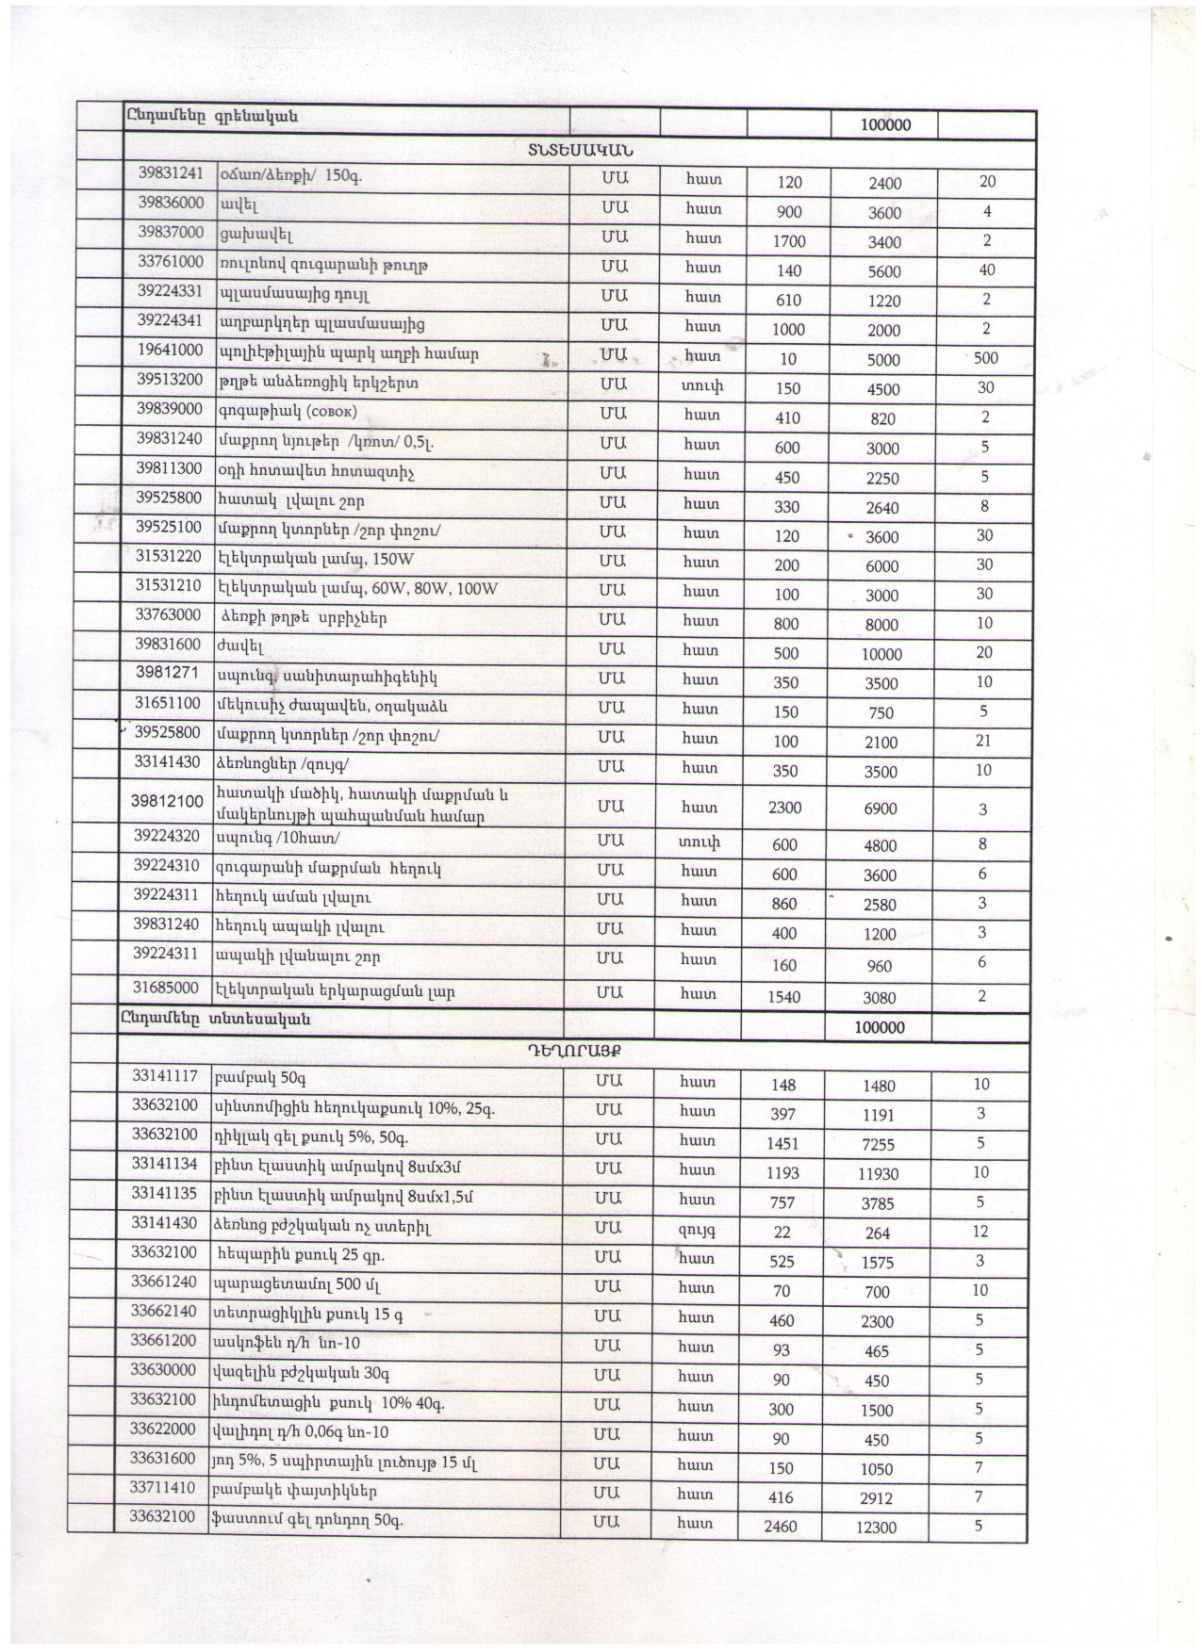 Ընդամենը գրենական 100000
ՏՆՏԵՍԱԿԱՆ
39831241 օճառ/ձեռքի/ 150գ. ՄԱ հատ 120 2400 20
39836000 ավել ՄԱ հատ 900 3600 4
39837000 ցախավել ՄԱ հատ 1700 3400 2
33761000 ռուլոնով զուգարանի թուղթ ՄԱ հատ 140 5600 40
39224331 պլասմասայից դույլ ՄԱ հատ 610 1220 2
39224341 աղբարկղեր պլասմասայից ՄԱ հատ 1000 2000 2
19641000 պոլիէթիլային պարկ աղբի համար ՄԱ հատ 10 5000 500
39513200 թղթե անձեռոցիկ երկշերտ ՄԱ տուփ 150 4500 30
39839000 գոգաթիակ (совок) ՄԱ հատ 410 820 2
39831240 մաքրող նյութեր /կռոտ/ 0,5լ. ՄԱ հատ 600 3000 5
39811300 օդի հոտավետ հոտազտիչ ՄԱ հատ 450 2250 5
39525800 հատակ լվալու շոր ՄԱ հատ 330 2640 8
39525100 մաքրող կտորներ /շոր փոշու/ ՄԱ հատ 120 3600 30
31531220 էլեկտրական լամպ, 150W ՄԱ հատ 200 6000 30
31531210 էլեկտրական լամպ, 60W, 80W, 100W ՄԱ հատ 100 3000 30
33763000 ձեռքի թղթե սրբիչներ ՄԱ հատ 800 8000 10
39831600 ժավել ՄԱ հատ 500 10000 20
3981271 սպունգ, սանիտարահիգենիկ ՄԱ հատ 350 3500 10
31651100 մեկուսիչ ժապավեն, օղակաձև ՄԱ հատ 150 750 5
39525800 մաքրող կտորներ /շոր փոշու/ ՄԱ հատ 100 2100 21
33141430 ձեռնոցներ /զույգ/ ՄԱ հատ 350 3500 10
39812100 հատակի մածիկ, հատակի մաքրման և ՄԱ հատ 2300 6900 3
մակերևույթի պահպանման համար
39224320 սպունգ /10հատ/ ՄԱ տուփ 600 4800 8
39224310 զուգարանի մաքրման հեղուկ ՄԱ հատ 600 3600 6
39224311 հեղուկ աման լվալու ՄԱ հատ 860 2580 3
39831240 հեղուկ ապակի լվալու ՄԱ հատ 400 1200 3
39224311 ապակի լվանալու շոր ՄԱ հատ 160 960 6
31685000 էլեկտրական երկարացման լար ՄԱ հատ 1540 3080 2
Ընդամենը տնտեսական 100000
ԴԵՂՈՐԱՅՔ
33141117 բամբակ 50գ ՄԱ հատ 148 1480 10
33632100 սինտոմիցին հեղուկաքսուկ 10%, 25գ. ՄԱ հատ 397 1191 3
33632100 դիկլակ գել քսուկ 5%, 50գ. ՄԱ հատ 1451 7255 5
33141134 բինտ էլաստիկ ամրակով 8սմx3մ ՄԱ հատ 1193 11930 10
33141135 բինտ էլաստիկ ամրակով 8սմx1,5մ ՄԱ հատ 757 3785 5
33141430 ձեռնոց բժշկական ոչ ստերիլ ՄԱ զույգ 22 264 12
33632100 հեպարին քսուկ 25 գր. ՄԱ հատ 525 1575 3
33661240 պարացետամոլ 500 մլ ՄԱ հատ 70 700 10
33662140 տետրացիկլին քսուկ 15 գ ՄԱ հատ 460 2300 5
33661200 ասկոֆեն դ/հ նո-10 ՄԱ հատ 93 465 5
33630000 վազելին բժշկական 30գ ՄԱ հատ 90 450 5
33632100 ինդոմետացին քսուկ 10% 40գ. ՄԱ հատ 300 1500 5
33622000 վալիդոլ դ/հ 0,06գ նո-10 ՄԱ հատ 90 450 5
33631600 յոդ 5%, 5 սպիրտային լուծույթ 15 մլ ՄԱ հատ 150 1050 7
33711410 բամբակե փայտիկներ ՄԱ հատ 416 2912 7
33632100 ֆաստում գել դոնդող 50գ. ՄԱ հատ 2460 12300 5